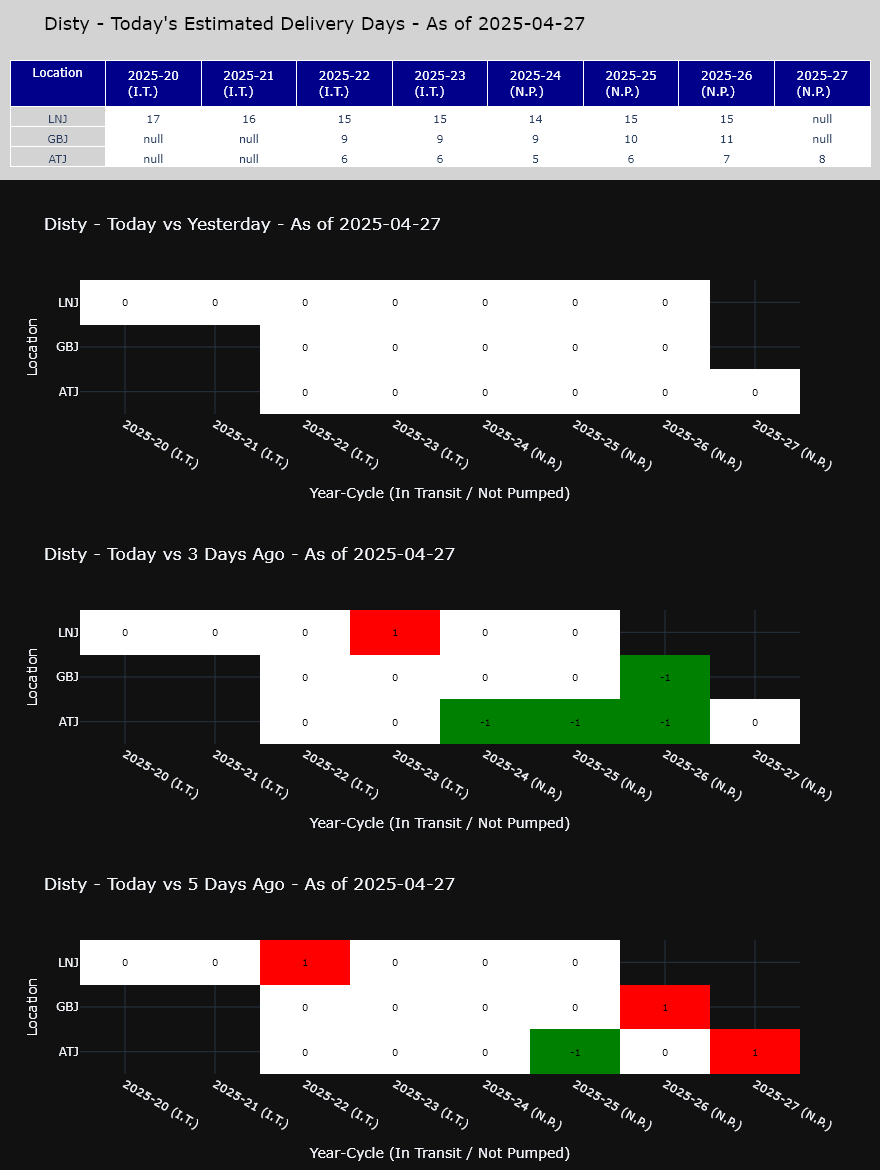 Disty - Today's Estimated Delivery Days - As of 2025-04-27
Location 2025-20 (I.T.) 2025-21 (I.T.) 2025-22 (I.T.) 2025-23 (I.T.) 2025-24 (N.P.) 2025-25 (N.P.) 2025-26 (N.P.) 2025-27 (N.P.)
LNJ 17 16 15 15 14 15 15 null
GBJ null null 9 9 9 10 11 null
ATJ null null 6 6 5 6 7 8
Disty - Today vs Yesterday - As of 2025-04-27
Location
LNJ 0 0 0 0 0 0 0
GBJ 0 0 0 0 0
ATJ 0 0 0 0 0 0
2025-20 (I.T.) 2025-21 (I.T.) 2025-22 (I.T.) 2025-23 (I.T.) 2025-24 (N.P.) 2025-25 (N.P.) 2025-26 (N.P.) 2025-27 (N.P.)
Year-Cycle (In Transit / Not Pumped)
Disty - Today vs 3 Days Ago - As of 2025-04-27
Location
LNJ 0 0 0 1 0 0
GBJ 0 0 0 0 -1
ATJ 0 0 -1 -1 -1 0
2025-20 (I.T.) 2025-21 (I.T.) 2025-22 (I.T.) 2025-23 (I.T.) 2025-24 (N.P.) 2025-25 (N.P.) 2025-26 (N.P.) 2025-27 (N.P.)
Year-Cycle (In Transit / Not Pumped)
Disty - Today vs 5 Days Ago - As of 2025-04-27
Location
LNJ 0 0 1 0 0 0
GBJ 0 0 0 0 1
ATJ 0 0 0 -1 0 1
2025-20 (I.T.) 2025-21 (I.T.) 2025-22 (I.T.) 2025-23 (I.T.) 2025-24 (N.P.) 2025-25 (N.P.) 2025-26 (N.P.) 2025-27 (N.P.)
Year-Cycle (In Transit / Not Pumped)